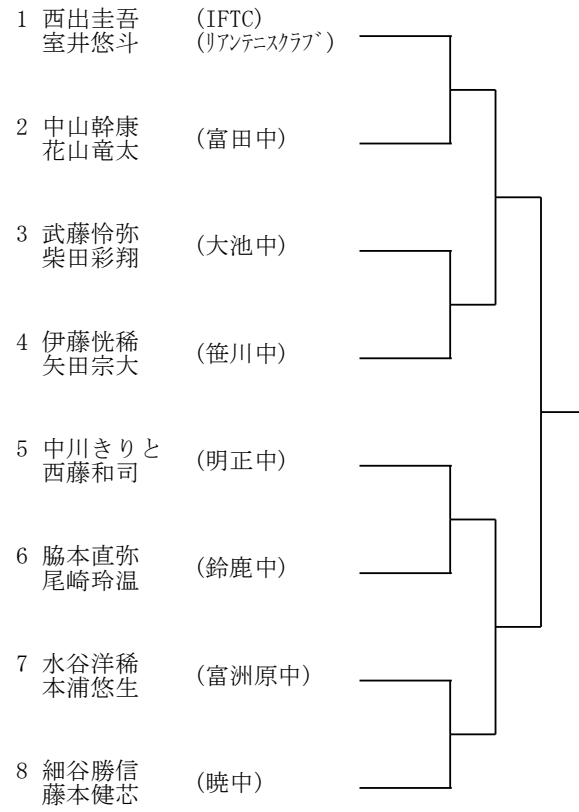 1 西出圭吾 (IFTC)
室井悠斗 (ﾘｱﾝﾃﾆｽｸﾗﾌﾞ)
2 中山幹康
花山竜太 (富田中)
3 武藤怜弥
柴田彩翔 (大池中)
4 伊藤恍稀
矢田宗大 (笹川中)
5 中川きりと
西藤和司 (明正中)
6 脇本直弥
尾崎玲温 (鈴鹿中)
7 水谷洋稀
本浦悠生 (富洲原中)
8 細谷勝信
藤本健芯 (暁中)